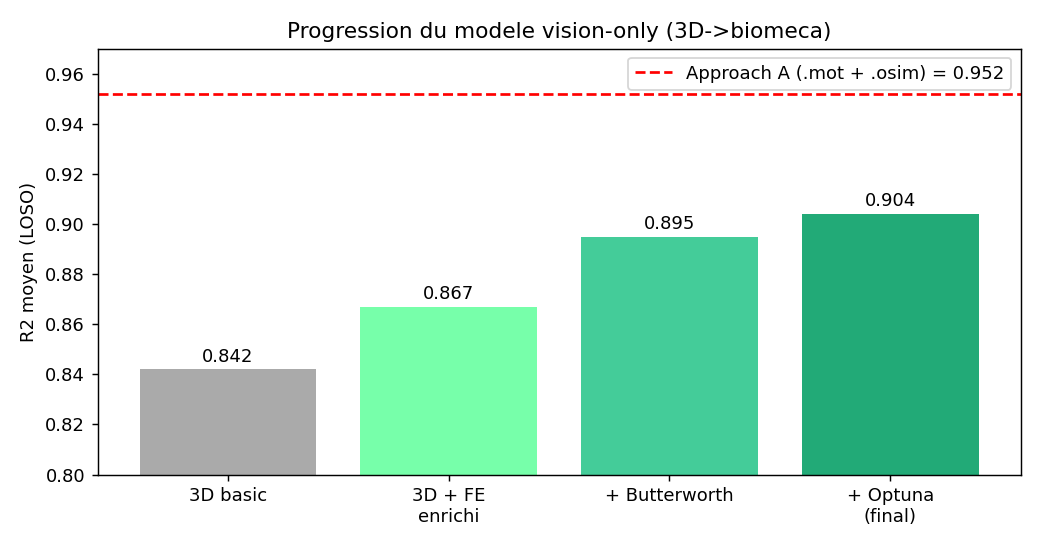 Progression du modele vision-only (3D->biomeca)
Approach A (.mot + .osim) = 0.952
R2 moyen (LOSO)
0.96
0.94
0.92
0.90
0.88
0.86
0.84
0.82
0.80
0.842
0.867
0.895
0.904
3D basic
3D + FE
enrichi
+ Butterworth
+ Optuna
(final)